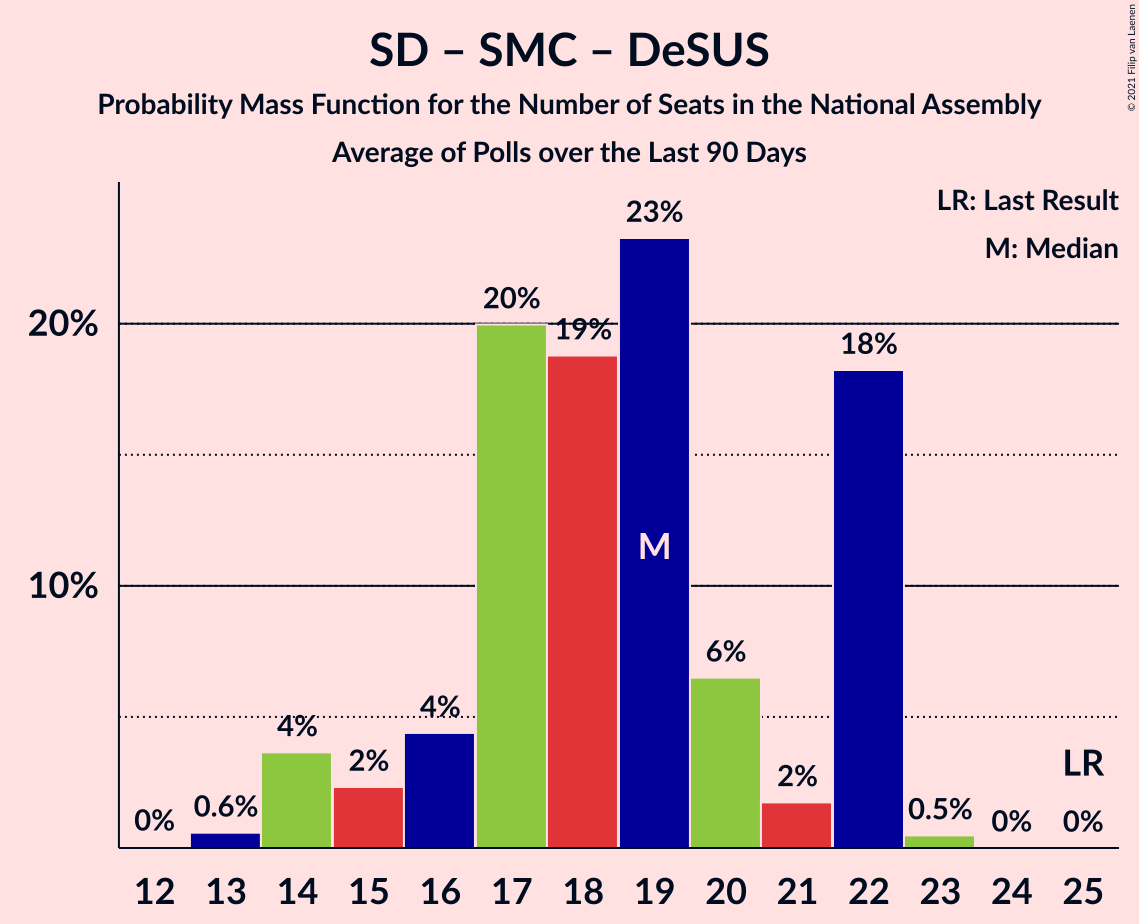 SD – SMC – DeSUS
Probability Mass Function for the Number of Seats in the National Assembly
Average of Polls over the Last 90 Days
© 2021 Filip van Laenen
LR: Last Result
M: Median
20%
10%
0%
0.6%
4%
2%
4%
20%
19%
23%
6%
2%
18%
0.5%
0%
0%
M
LR
12 13 14 15 16 17 18 19 20 21 22 23 24 25